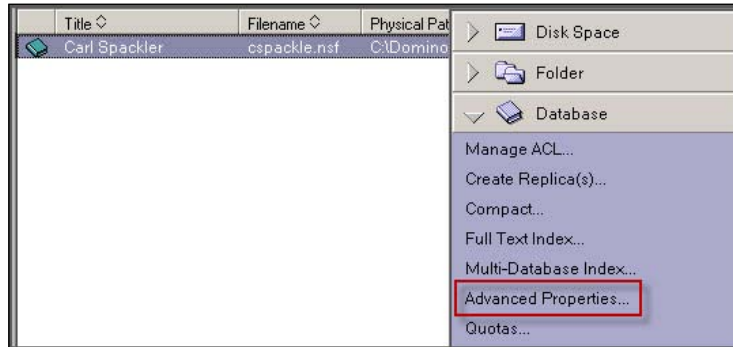 Title Filename Physical Pat
Carl Spackler cspackle.nsf C:\Domino
Disk Space
Folder
Database
Manage ACL...
Create Replica(s)...
Compact...
Full Text Index...
Multi-Database Index...
Advanced Properties...
Quotas...